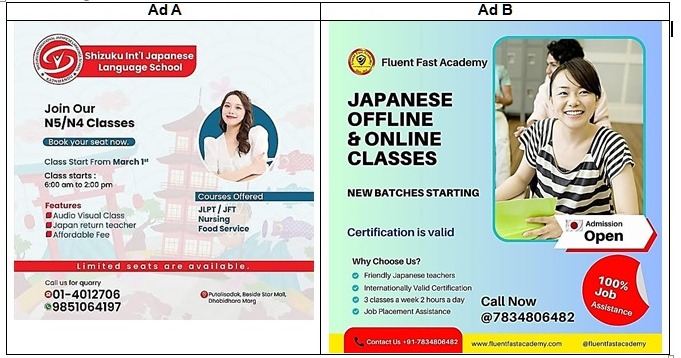 Ad A
Ad B
Shizuku Int'l Japanese
Language School
Join Our
N5/N4 Classes
Book your seat now.
Class Start From March 1st
Class starts :
6:00 am to 2:00 pm
Features
Audio Visual Class
Japan return teacher
Affordable Fee
Courses Offered
JLPT / JFT
Nursing
Food Service
Limited seats are available.
Call us for quarry
01-4012706
9851064197
Putalisadak, Beside Star Mall,
Dhobidhara Marg
Fluent Fast Academy
JAPANESE
OFFLINE
& ONLINE
CLASSES
NEW BATCHES STARTING
Certification is valid
Admission
Open
Why Choose Us?
Friendly Japanese teachers
Internationally Valid Certification
3 classes a week 2 hours a day
Job Placement Assistance
100%
Job
Assistance
Call Now
@7834806482
Contact Us +91-7834806482
www.fluentfastacademy.com
@fluentfastacademy